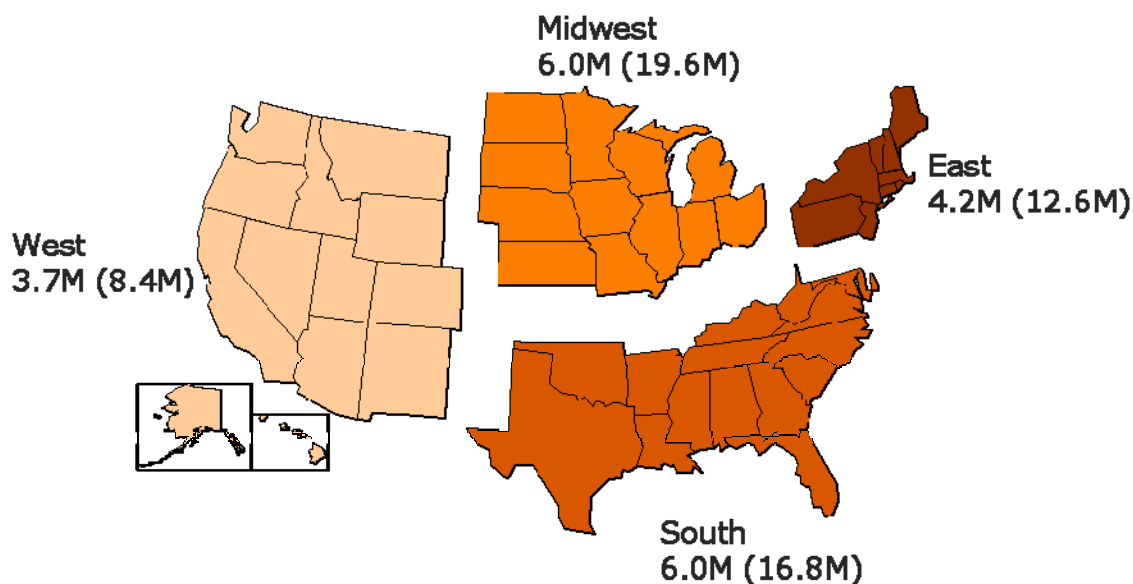 Midwest
6.0M (19.6M)
East
4.2M (12.6M)
West
3.7M (8.4M)
South
6.0M (16.8M)